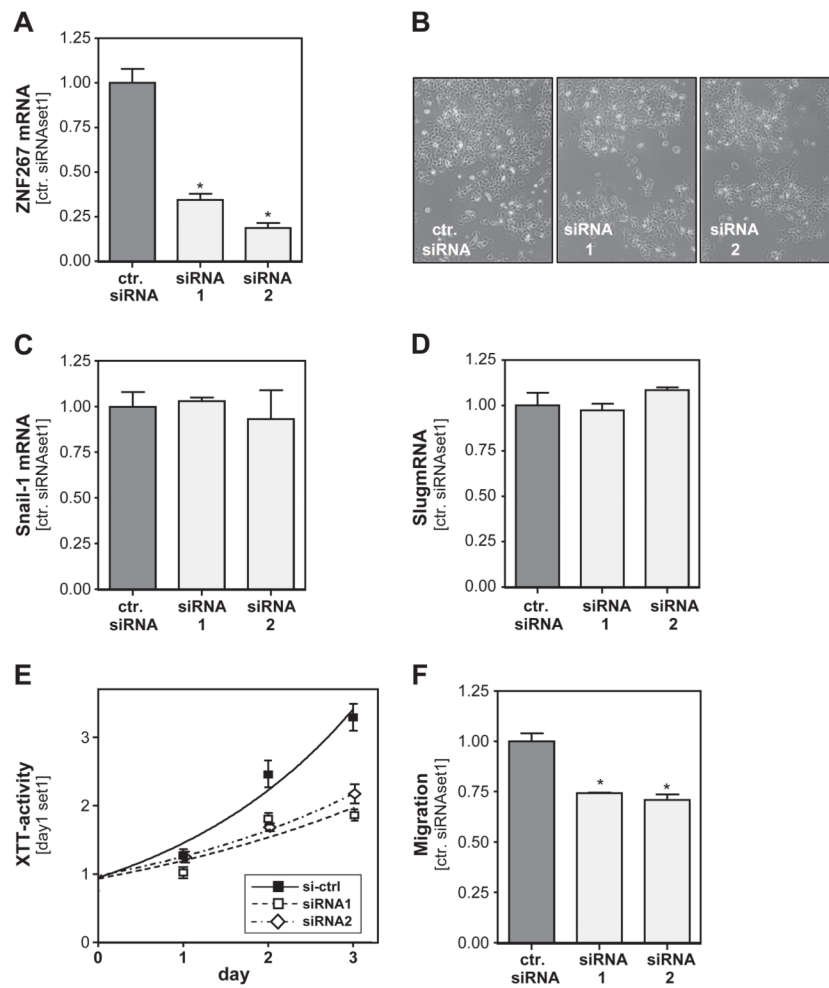 A
ZNF267 mRNA
[ctr. siRNAset1]
1.25
1.00
0.75
0.50
0.25
0.00
*
*
ctr.
siRNA
siRNA
1
siRNA
2
B
ctr.
siRNA
siRNA
1
siRNA
2
C
Snail-1 mRNA
[ctr. siRNAset1]
1.25
1.00
0.75
0.50
0.25
0.00
ctr.
siRNA
siRNA
1
siRNA
2
D
SlugmRNA
[ctr. siRNAset1]
1.25
1.00
0.75
0.50
0.25
0.00
ctr.
siRNA
siRNA
1
siRNA
2
E
XTT-activity
[day1 set1]
3
2
1
0
0
1
2
3
day
si-ctrl
siRNA1
siRNA2
F
Migration
[ctr. siRNAset1]
1.25
1.00
0.75
0.50
0.25
0.00
*
*
ctr.
siRNA
siRNA
1
siRNA
2